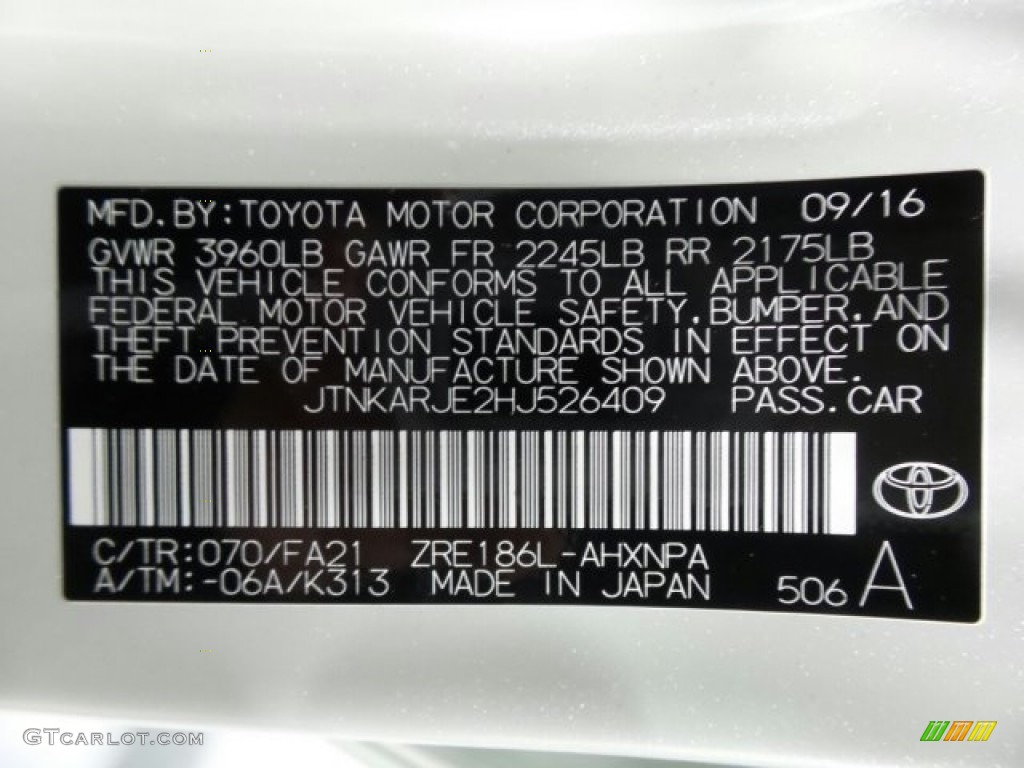 MFD.BY:TOYOTA MOTOR CORPORATION 09/16
GVWR 3960LB GAWR FR 2245LB RR 2175LB
THIS VEHICLE CONFORMS TO ALL APPLICABLE
FEDERAL MOTOR VEHICLE SAFETY,BUMPER,AND
THEFT PREVENTION STANDARDS IN EFFECT ON
THE DATE OF MANUFACTURE SHOWN ABOVE.
JTNKARJE2HJ526409 PASS.CAR
C/TR:070/FA21 ZRE186L-AHXNPA
A/TM:-06A/K313 MADE IN JAPAN 506 A
GTCARLOT.COM